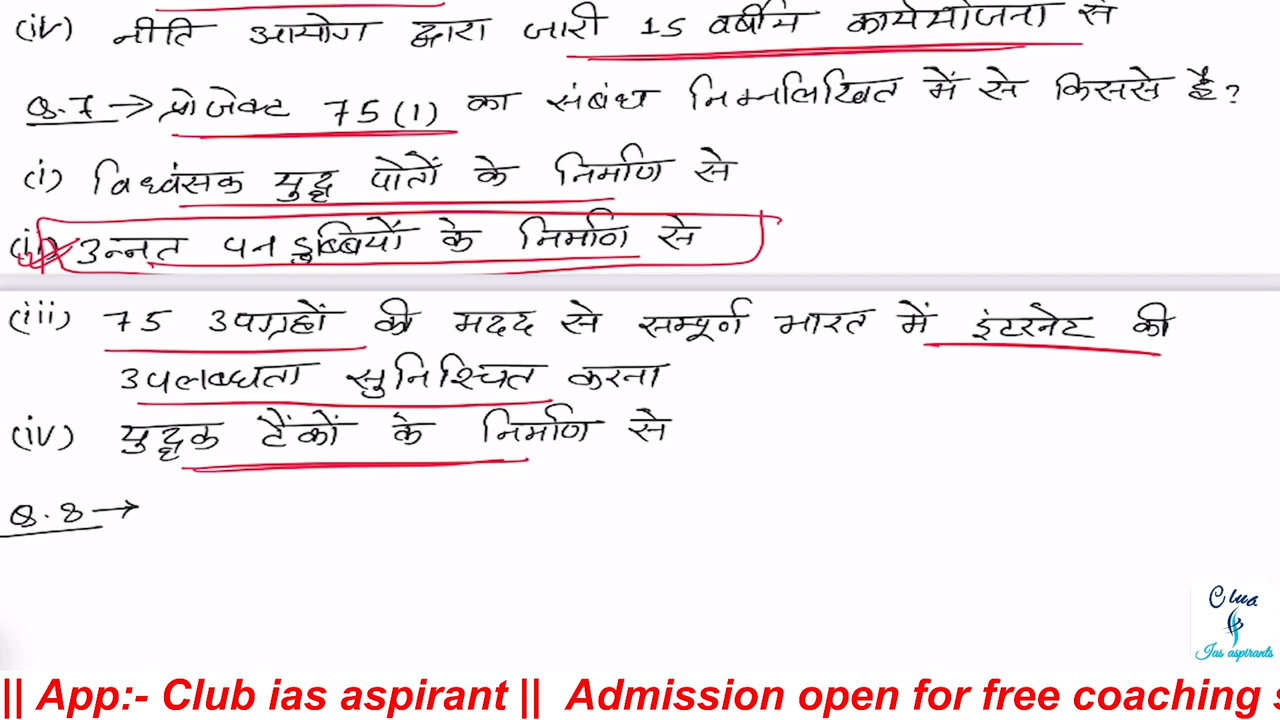 (iv) नीति आयोग द्वारा जारी 15 वर्षीय कार्ययोजना से
Q.7 → प्रोजेक्ट 75(1) का संबंध निम्नलिखित में से किससे है?
(i) विध्वंसक युद्ध पोतों के निर्माण से
(ii) उन्नत पनडुब्बियों के निर्माण से
(iii) 75 उपग्रहों की मदद से सम्पूर्ण भारत में इंटरनेट की
उपलब्धता सुनिश्चित करना
(iv) युद्धक टैंकों के निर्माण से
Q.8 →
Club
Ias aspirants
|| App:- Club ias aspirant || Admission open for free coaching s